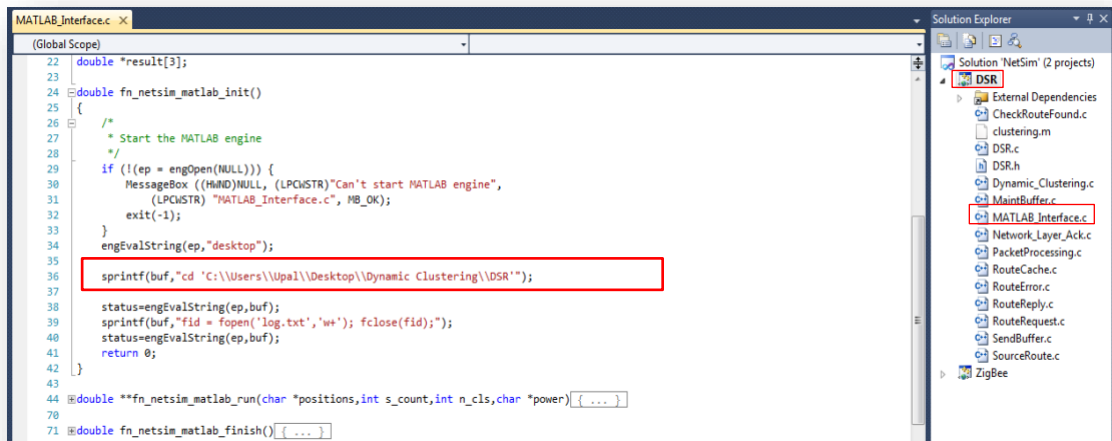 MATLAB_Interface.c
(Global Scope)
22 double *result[3];
23
24 double fn_netsim_matlab_init()
25 {
26 /*
27 * Start the MATLAB engine
28 */
29 if (!(ep = engOpen(NULL))) {
30 MessageBox ((HWND)NULL, (LPCWSTR)"Can't start MATLAB engine",
31 (LPCWSTR) "MATLAB_Interface.c", MB_OK);
32 exit(-1);
33 }
34 engEvalString(ep,"desktop");
35
36 sprintf(buf,"cd 'C:\\Users\\Upal\\Desktop\\Dynamic Clustering\\DSR'");
37
38 status=engEvalString(ep,buf);
39 sprintf(buf,"fid = fopen('log.txt','w+'); fclose(fid);");
40 status=engEvalString(ep,buf);
41 return 0;
42 }
43
44 double **fn_netsim_matlab_run(char *positions,int s_count,int n_cls,char *power){ ... }
70
71 double fn_netsim_matlab_finish(){ ... }
Solution Explorer
Solution 'NetSim' (2 projects)
DSR
External Dependencies
CheckRouteFound.c
clustering.m
DSR.c
DSR.h
Dynamic_Clustering.c
MaintBuffer.c
MATLAB_Interface.c
Network_Layer_Ack.c
PacketProcessing.c
RouteCache.c
RouteError.c
RouteReply.c
RouteRequest.c
SendBuffer.c
SourceRoute.c
ZigBee